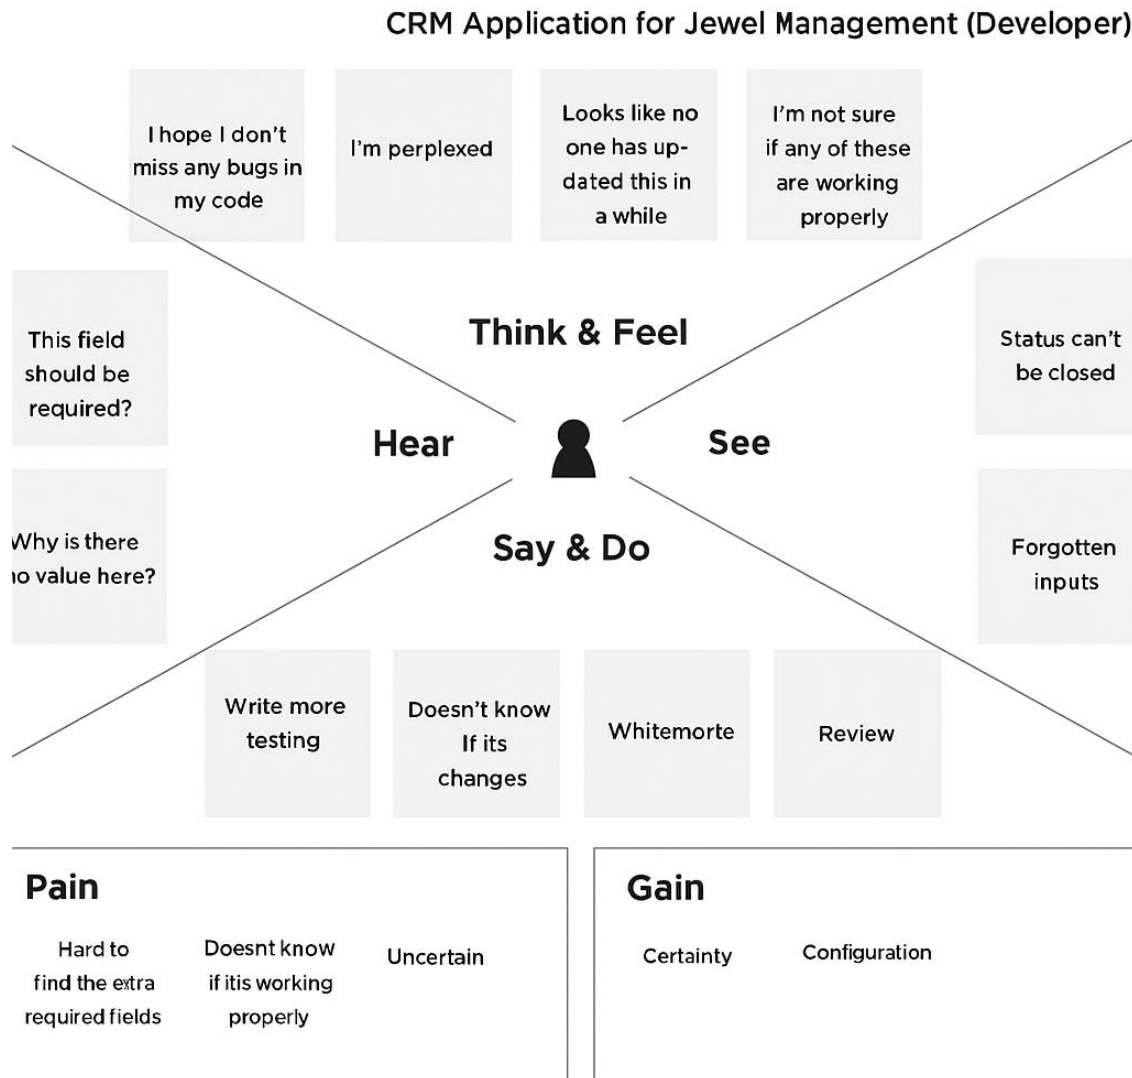 CRM Application for Jewel Management (Developer)
I hope I don't
miss any bugs in
my code
I'm perplexed
Looks like no
one has up-
dated this in
a while
I'm not sure
if any of these
are working
properly
Think & Feel
This field
should be
required?
Status can't
be closed
Hear
See
Why is there
no value here?
Forgotten
inputs
Say & Do
Write more
testing
Doesn't know
If its
changes
Whitemorte
Review
Pain
Hard to
find the extra
required fields
Doesnt know
if itis working
properly
Uncertain
Gain
Certainty
Configuration